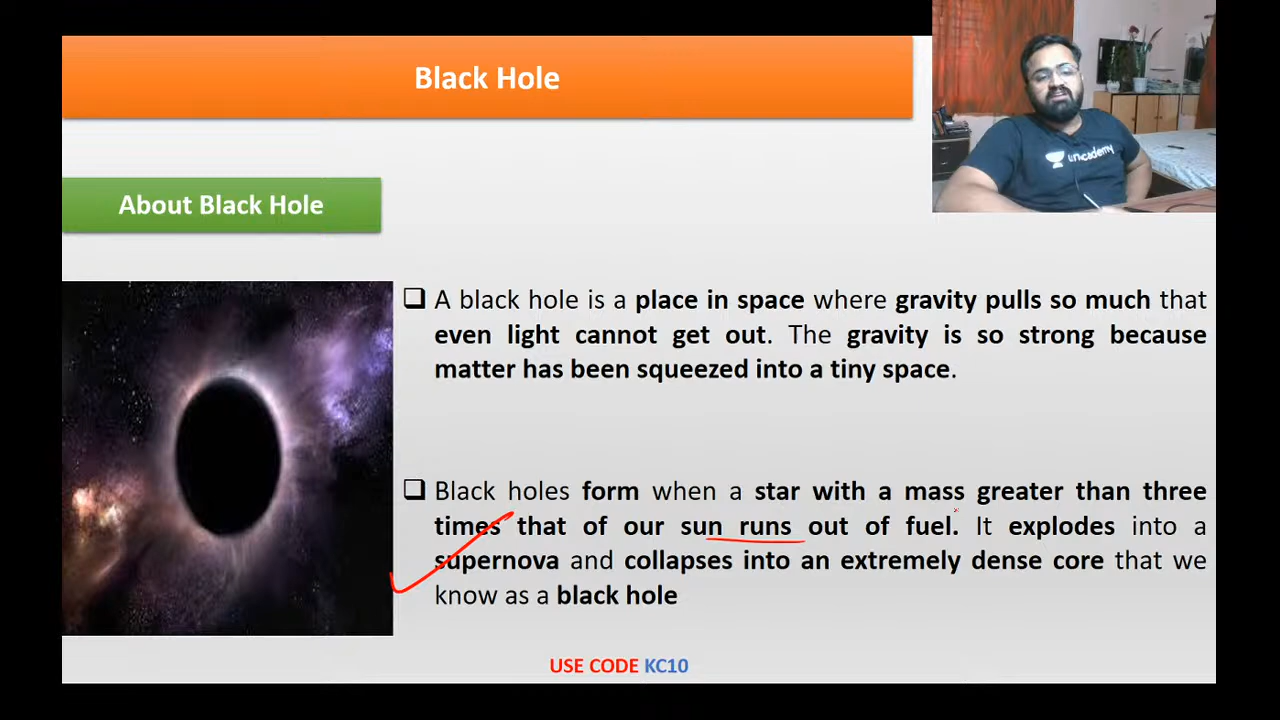 Black Hole
unacademy
About Black Hole
❑ A black hole is a place in space where gravity pulls so much that
even light cannot get out. The gravity is so strong because
matter has been squeezed into a tiny space.
❑ Black holes form when a star with a mass greater than three
times that of our sun runs out of fuel. It explodes into a
supernova and collapses into an extremely dense core that we
know as a black hole
USE CODE KC10